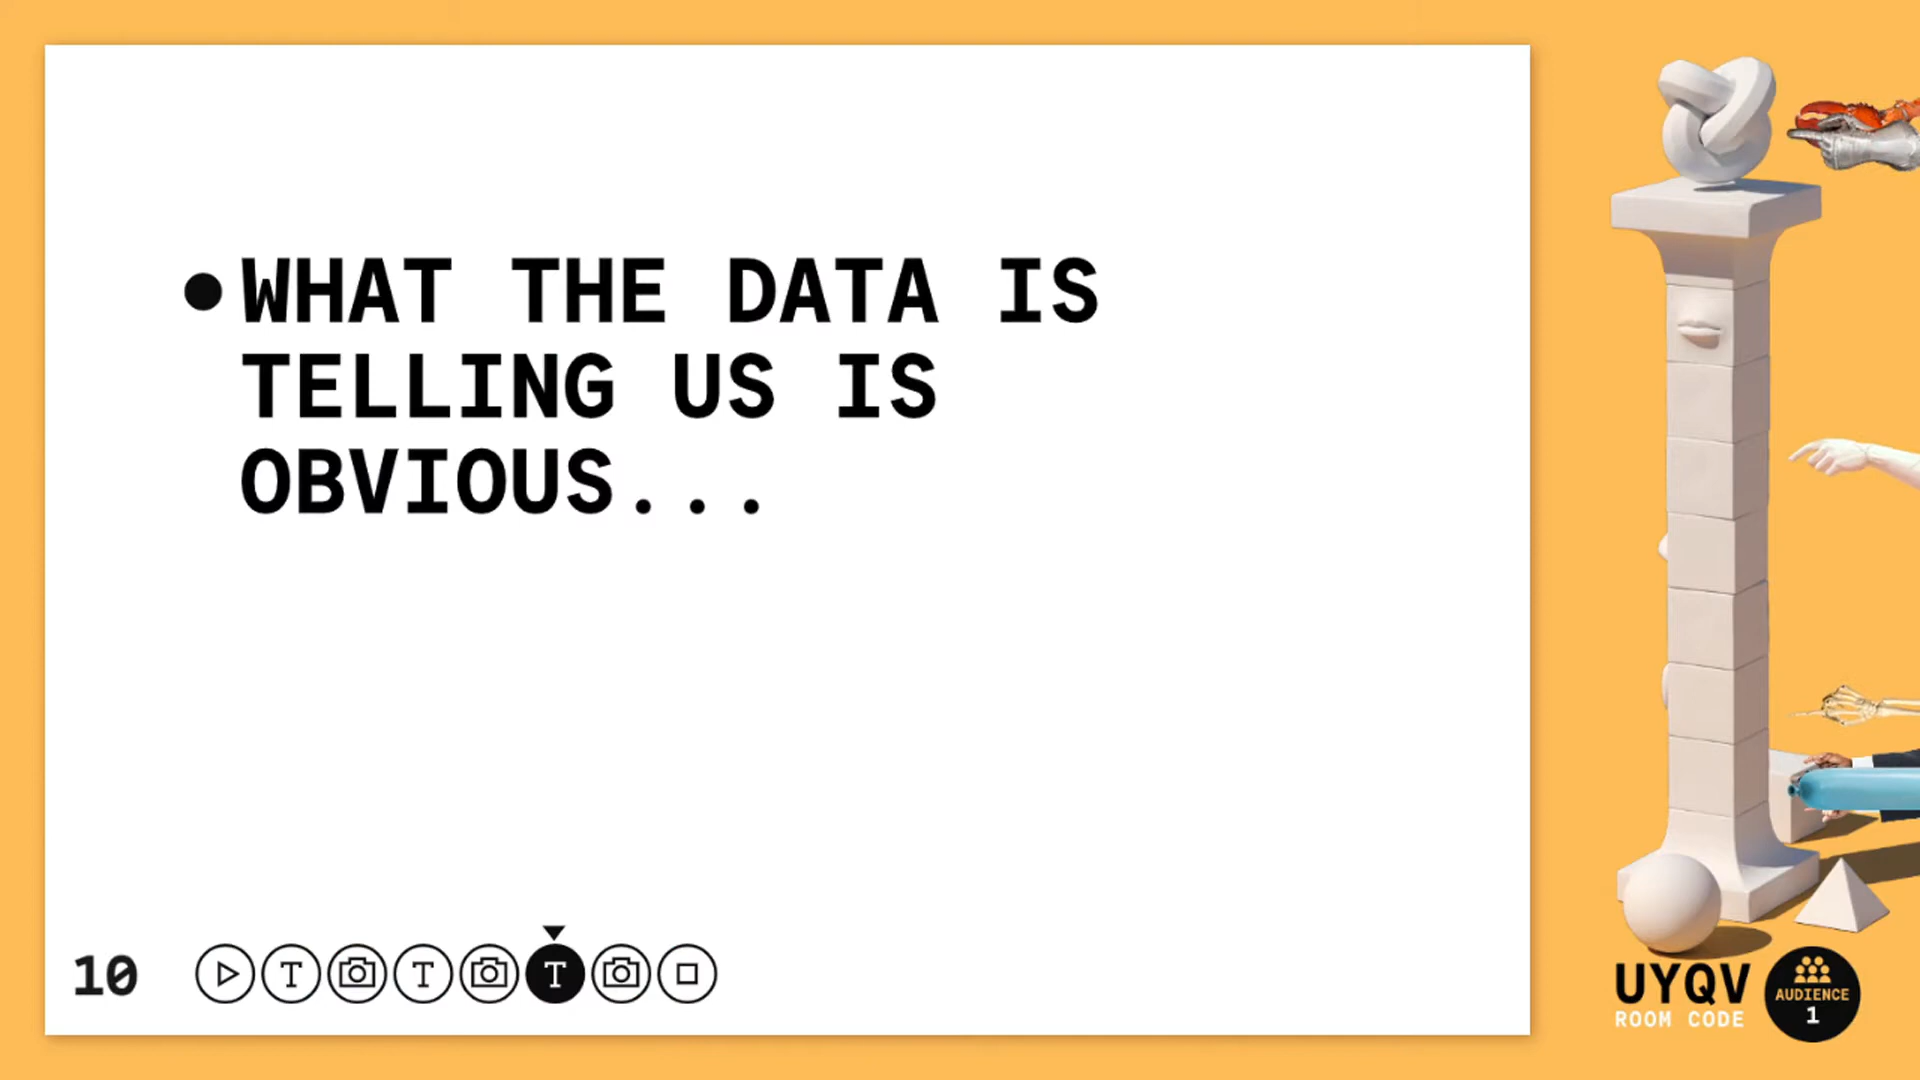 •WHAT THE DATA IS
TELLING US IS
OBVIOUS...
10
T
T
T
UYQV
ROOM CODE
AUDIENCE
1